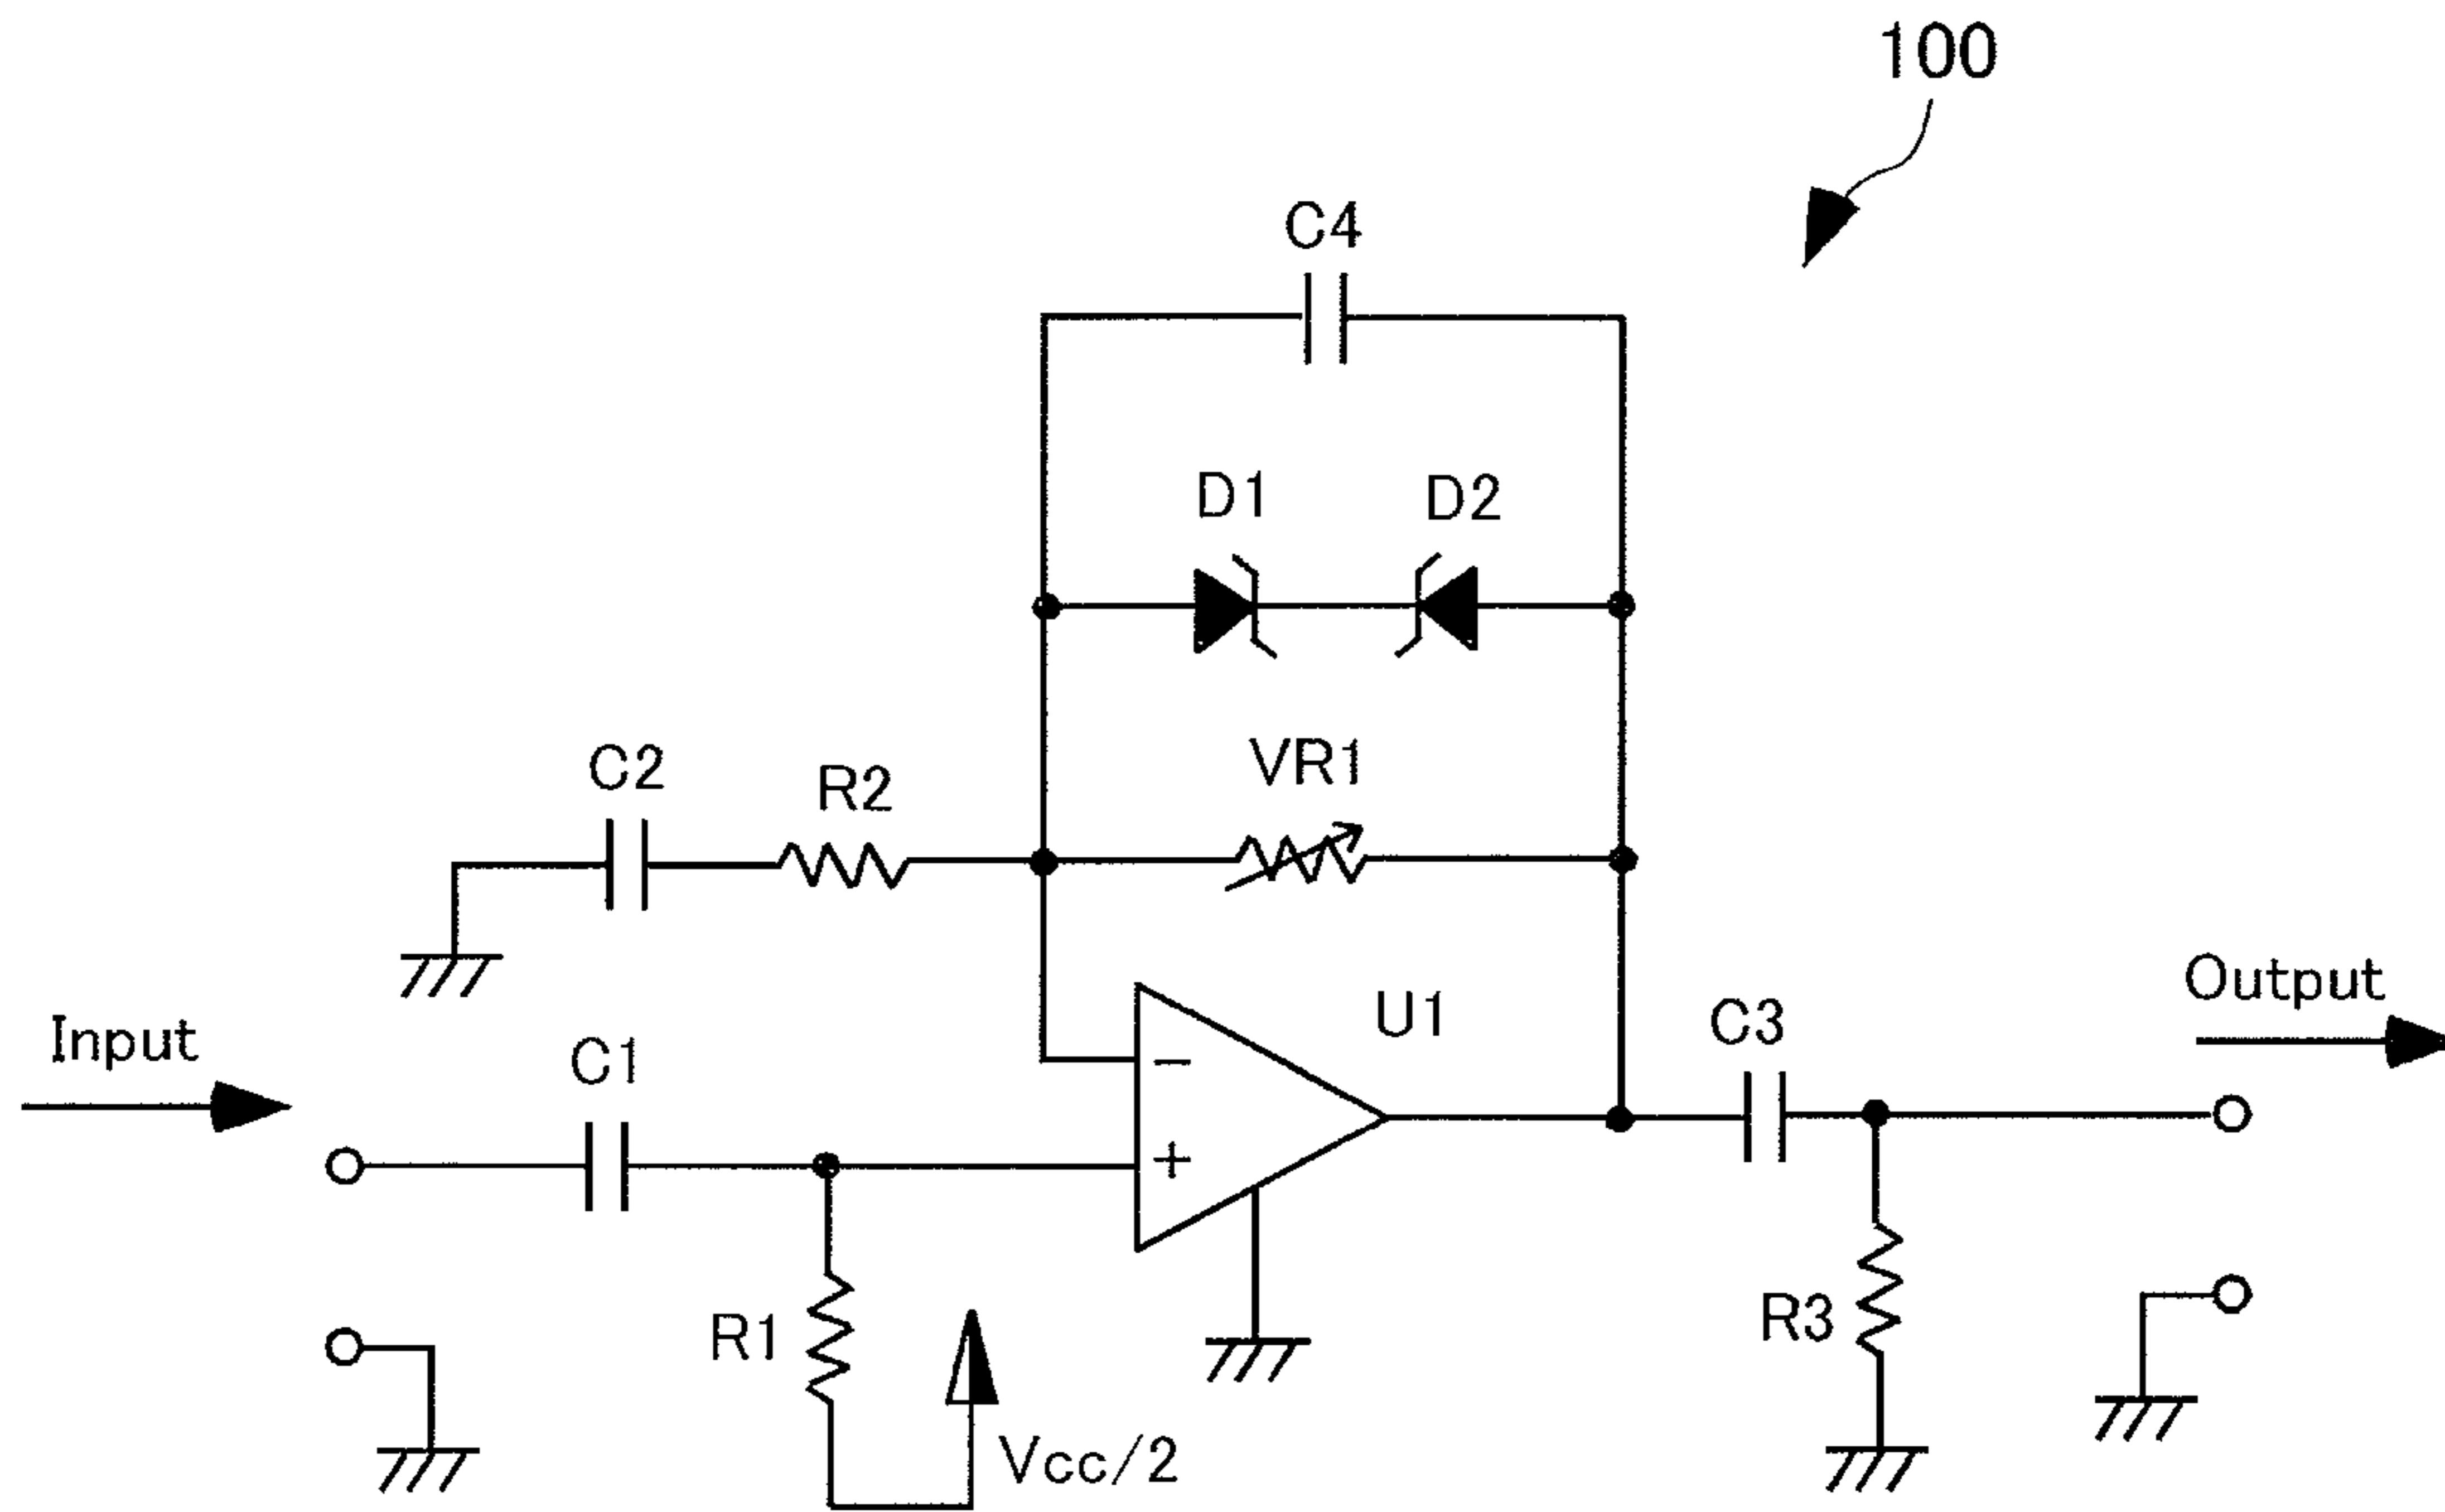 100
C4
D1
D2
C2
R2
VR1
Input
C1
−
+
U1
C3
Output
R1
Vcc/2
R3